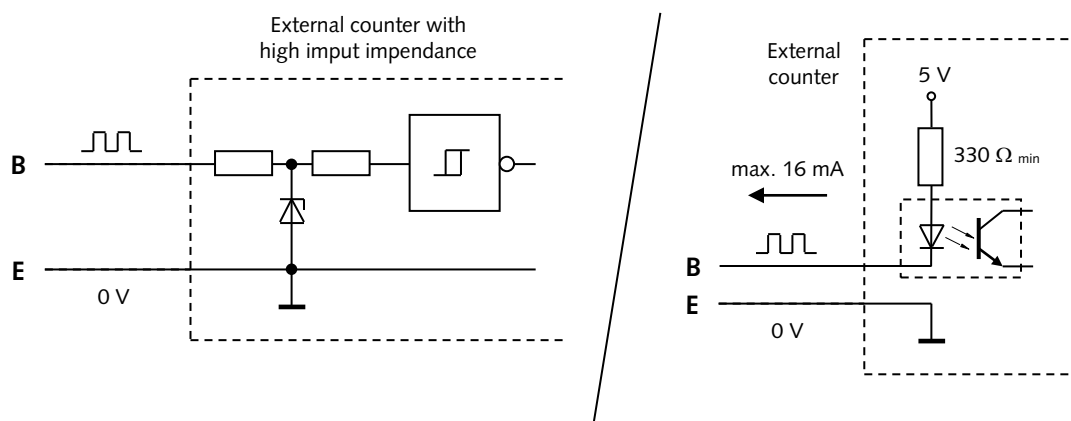 External counter with
high imput impendance
B
E
0 V
External
counter
5 V
330 Ω min
max. 16 mA
B
E
0 V